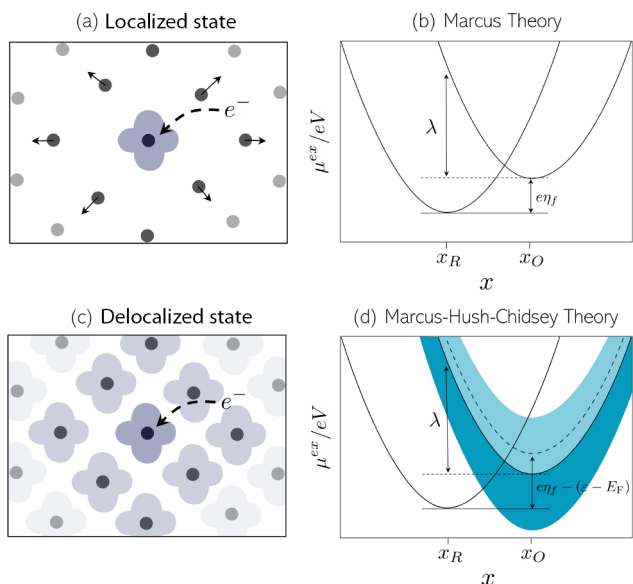 (a) Localized state
e⁻
(b) Marcus Theory
μ^{ex}/eV
λ
eη_f
x_R
x_O
x
(c) Delocalized state
e⁻
(d) Marcus-Hush-Chidsey Theory
μ^{ex}/eV
λ
eη_f − (ε − E_F)
x_R
x_O
x